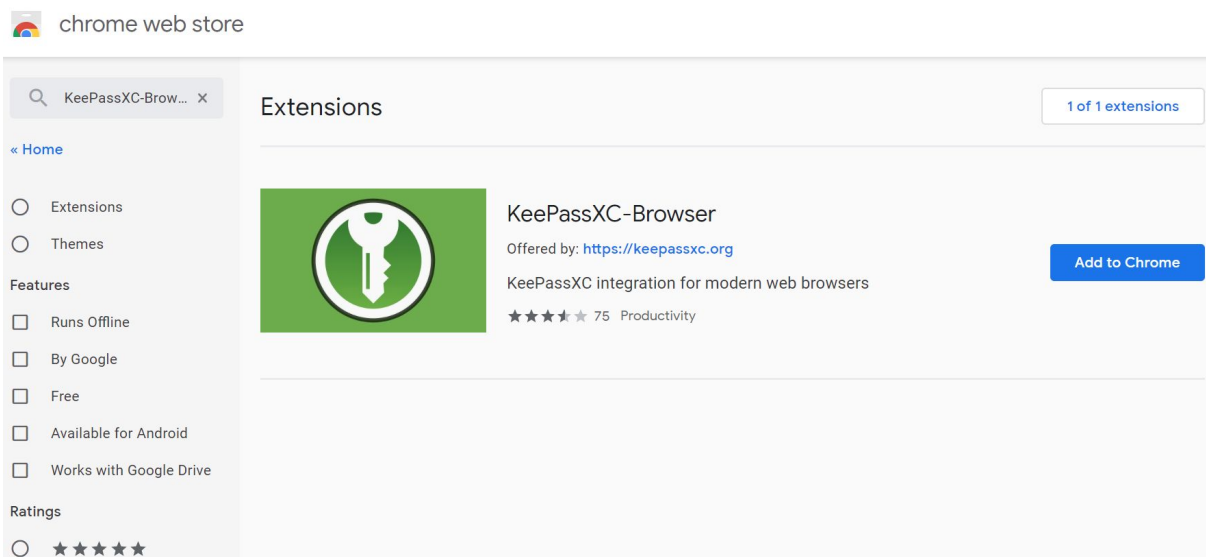 chrome web store
KeePassXC-Brow...
« Home
Extensions
Themes
Features
Runs Offline
By Google
Free
Available for Android
Works with Google Drive
Ratings
Extensions
1 of 1 extensions
KeePassXC-Browser
Offered by: https://keepassxc.org
KeePassXC integration for modern web browsers
75 Productivity
Add to Chrome